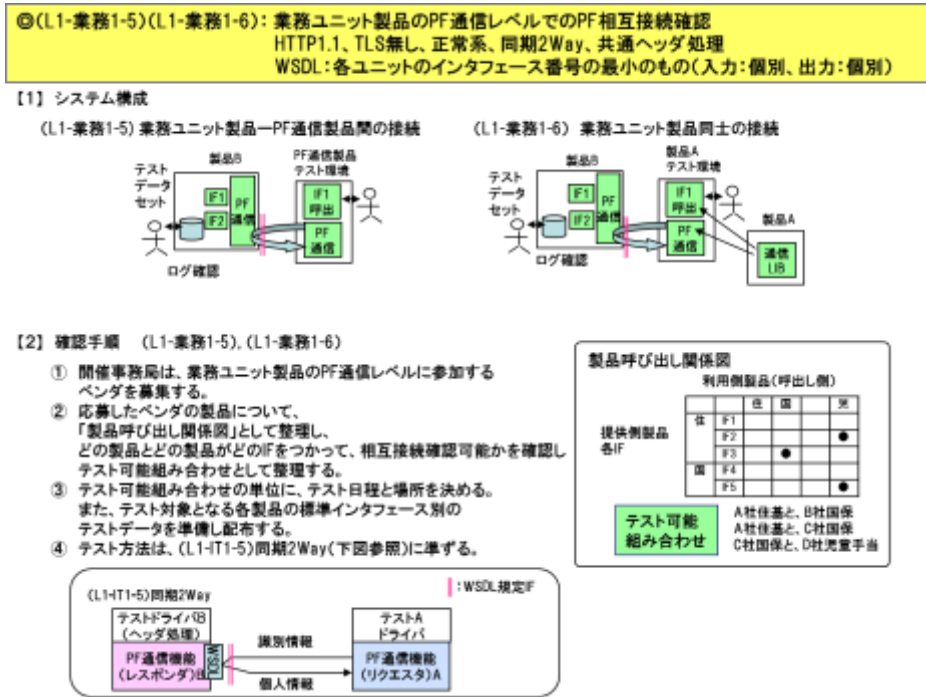 ◎(L1-業務1-5)(L1-業務1-6)：業務ユニット製品のPF通信レベルでのPF相互接続確認
HTTP1.1、TLS無し、正常系、同期2Way、共通ヘッダ処理
WSDL：各ユニットのインタフェース番号の最小のもの(入力：個別、出力：個別)
【1】システム構成
(L1-業務1-5)業務ユニット製品ーPF通信製品間の接続
製品B
PF通信製品
テスト環境
テスト
データ
セット
IF1
IF2
PF
通信
IF1
呼出
PF
通信
ログ確認
(L1-業務1-6) 業務ユニット製品同士の接続
製品B
製品A
テスト環境
テスト
データ
セット
IF1
IF2
PF
通信
IF1
呼出
PF
通信
ログ確認
製品A
通信
LIB
【2】確認手順 (L1-業務1-5),(L1-業務1-6)
① 開催事務局は、業務ユニット製品のPF通信レベルに参加する
ベンダを募集する。
② 応募したベンダの製品について、
「製品呼び出し関係図」として整理し、
どの製品とどの製品がどのIFをつかって、相互接続確認可能かを確認し
テスト可能組み合わせとして整理する。
③ テスト可能組み合わせの単位に、テスト日程と場所を決める。
また、テスト対象となる各製品の標準インタフェース別の
テストデータを準備し配布する。
④ テスト方法は、(L1-IT1-5)同期2Way(下図参照)に準ずる。
製品呼び出し関係図
利用側製品(呼出し側)
提供側製品
各IF
住 国 児
住 IF1
IF2 ●
IF3 ●
国 IF4
IF5 ●
テスト可能
組み合わせ
A社住基と、B社国保
A社住基と、C社国保
C社国保と、D社児童手当
(L1-IT1-5)同期2Way
：WSDL規定IF
テストドライバB
(ヘッダ処理)
PF通信機能
(レスポンダ)B
WSDL
識別情報
個人情報
テストA
ドライバ
PF通信機能
(リクエスタ)A